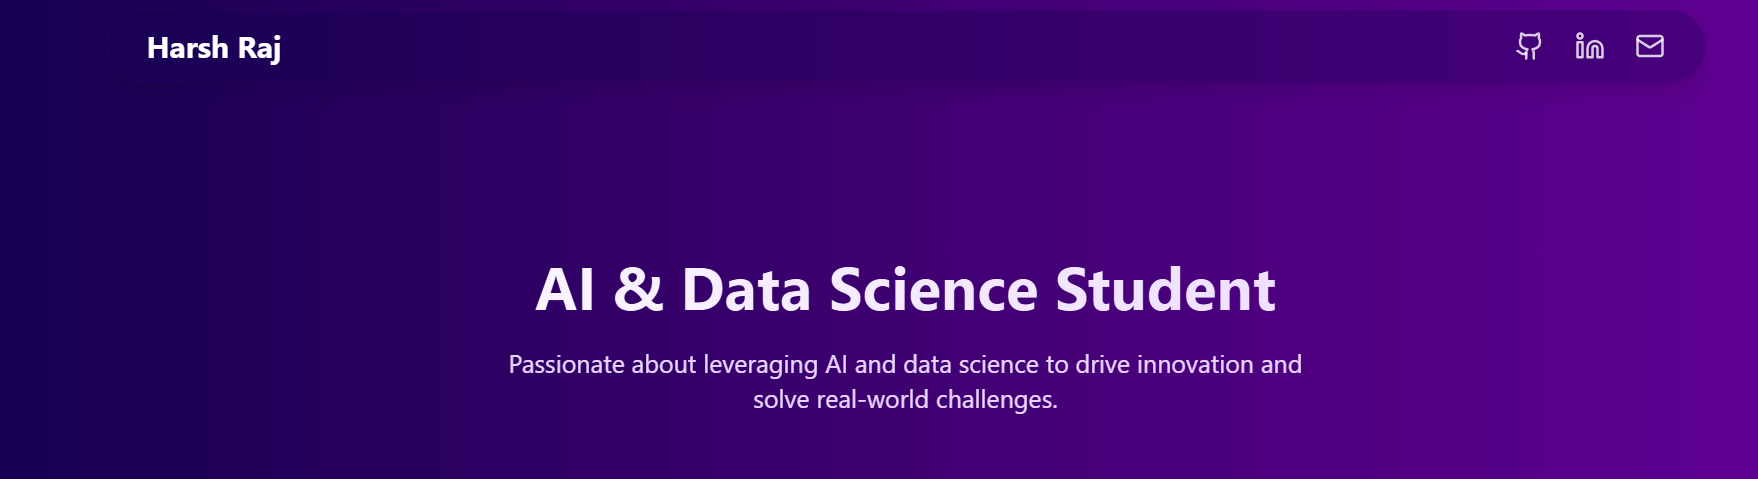 Harsh Raj
AI & Data Science Student
Passionate about leveraging AI and data science to drive innovation and
solve real-world challenges.